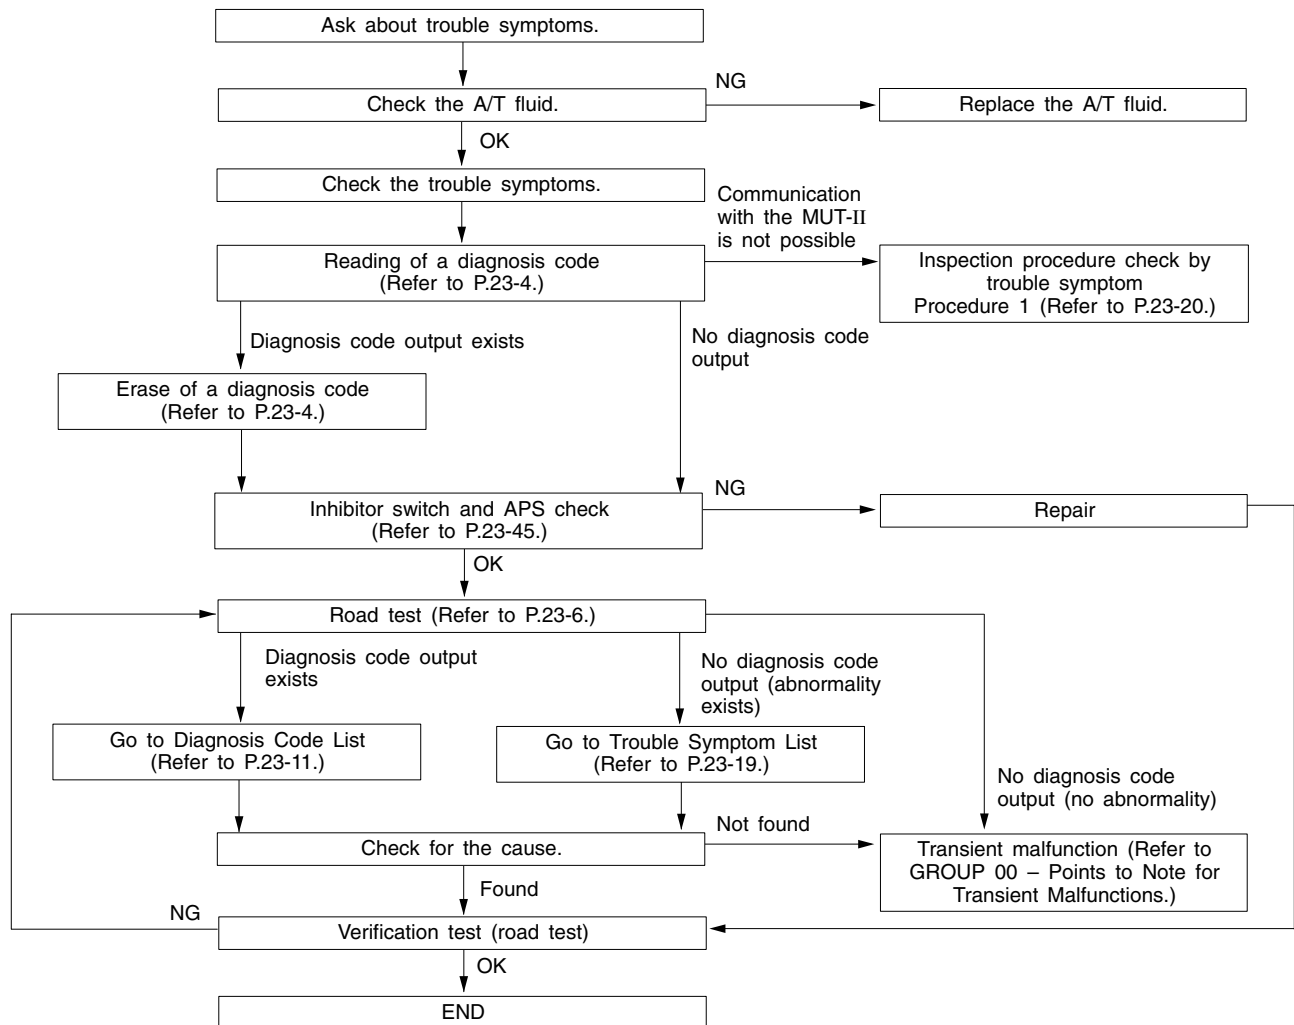 Ask about trouble symptoms.
NG
Check the A/T fluid.
Replace the A/T fluid.
OK
Check the trouble symptoms.
Communication
with the MUT-II
is not possible
Reading of a diagnosis code
(Refer to P.23-4.)
Inspection procedure check by
trouble symptom
Procedure 1 (Refer to P.23-20.)
Diagnosis code output exists
No diagnosis code
output
Erase of a diagnosis code
(Refer to P.23-4.)
NG
Inhibitor switch and APS check
(Refer to P.23-45.)
Repair
OK
Road test (Refer to P.23-6.)
Diagnosis code output
exists
No diagnosis code
output (abnormality
exists)
Go to Diagnosis Code List
(Refer to P.23-11.)
Go to Trouble Symptom List
(Refer to P.23-19.)
No diagnosis code
output (no abnormality)
Not found
Check for the cause.
Transient malfunction (Refer to
GROUP 00 – Points to Note for
Transient Malfunctions.)
Found
NG
Verification test (road test)
OK
END